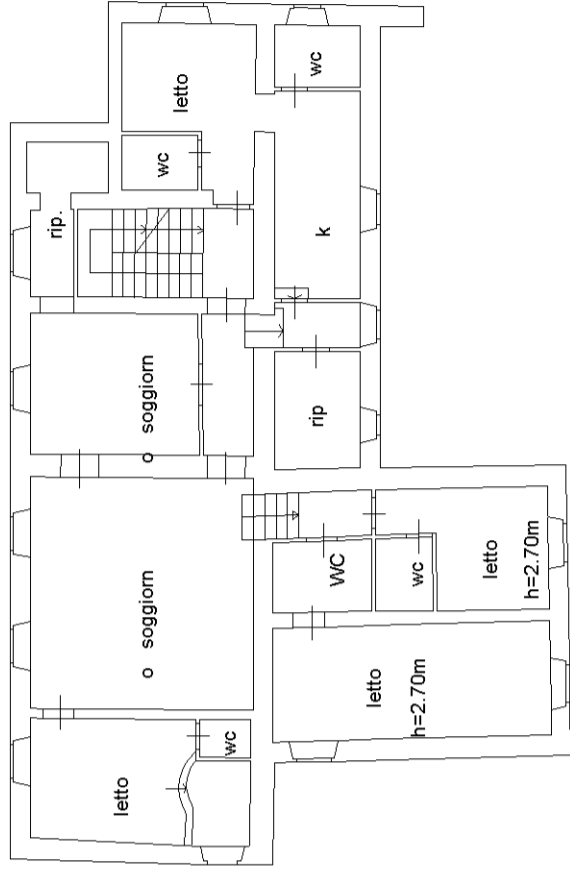 letto
wc
wc
rip.
k
soggiorn
o
rip
soggiorn
o
WC
wc
letto
h=2.70m
letto
h=2.70m
letto
wc